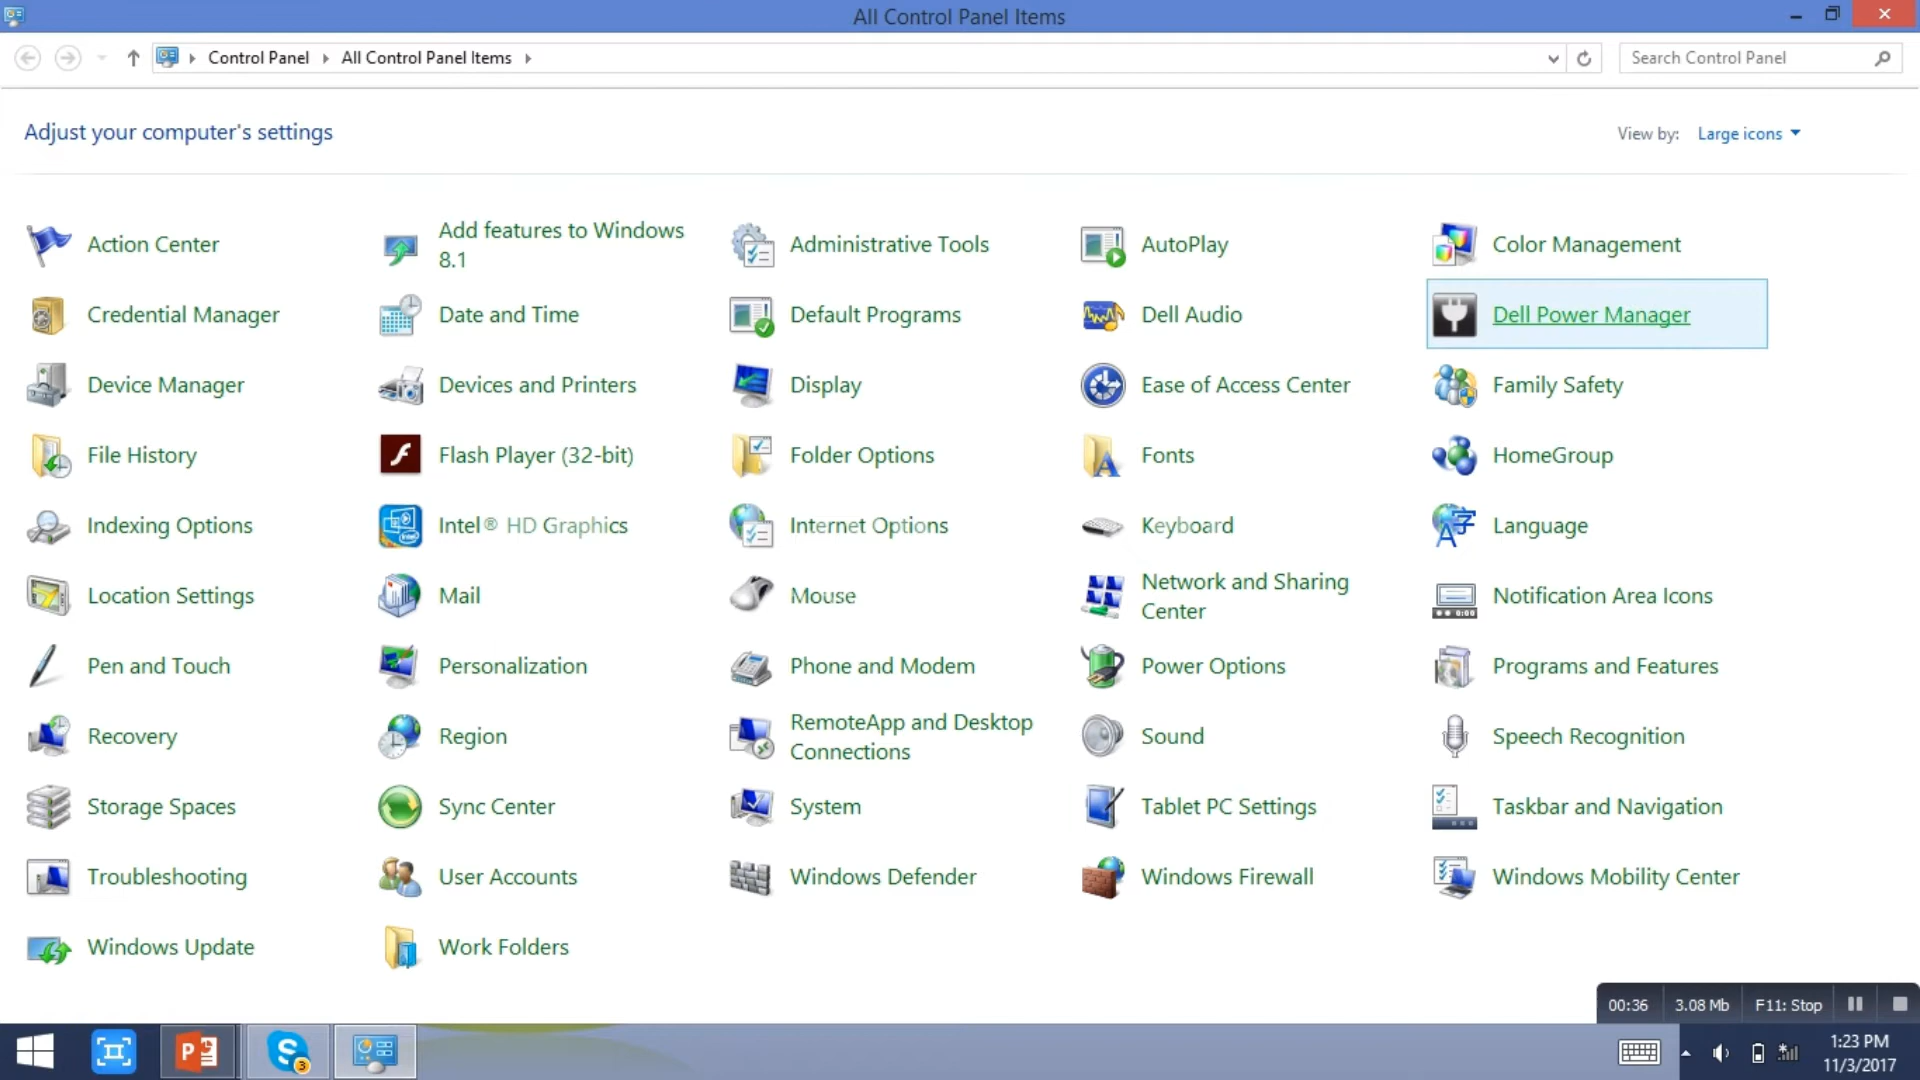 All Control Panel Items
Control Panel All Control Panel Items
Search Control Panel
Adjust your computer's settings
View by: Large icons
Action Center
Add features to Windows
8.1
Administrative Tools
AutoPlay
Color Management
Credential Manager
Date and Time
Default Programs
Dell Audio
Dell Power Manager
Device Manager
Devices and Printers
Display
Ease of Access Center
Family Safety
File History
Flash Player (32-bit)
Folder Options
Fonts
HomeGroup
Indexing Options
Intel® HD Graphics
Internet Options
Keyboard
Language
Location Settings
Mail
Mouse
Network and Sharing
Center
Notification Area Icons
Pen and Touch
Personalization
Phone and Modem
Power Options
Programs and Features
Recovery
Region
RemoteApp and Desktop
Connections
Sound
Speech Recognition
Storage Spaces
Sync Center
System
Tablet PC Settings
Taskbar and Navigation
Troubleshooting
User Accounts
Windows Defender
Windows Firewall
Windows Mobility Center
Windows Update
Work Folders
00:36 3.08 Mb F11: Stop
3
1:23 PM
11/3/2017